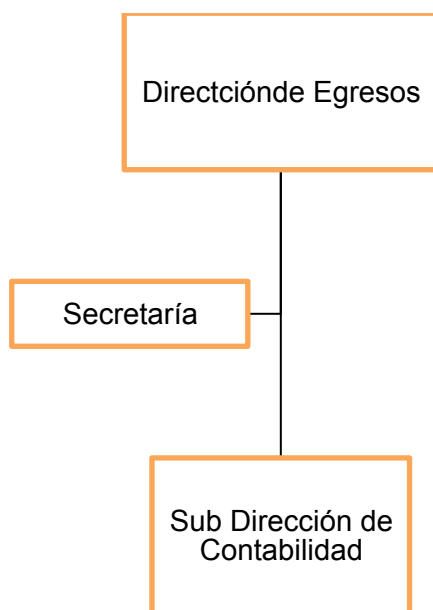 Directciónde Egresos
Secretaría
Sub Dirección de
Contabilidad